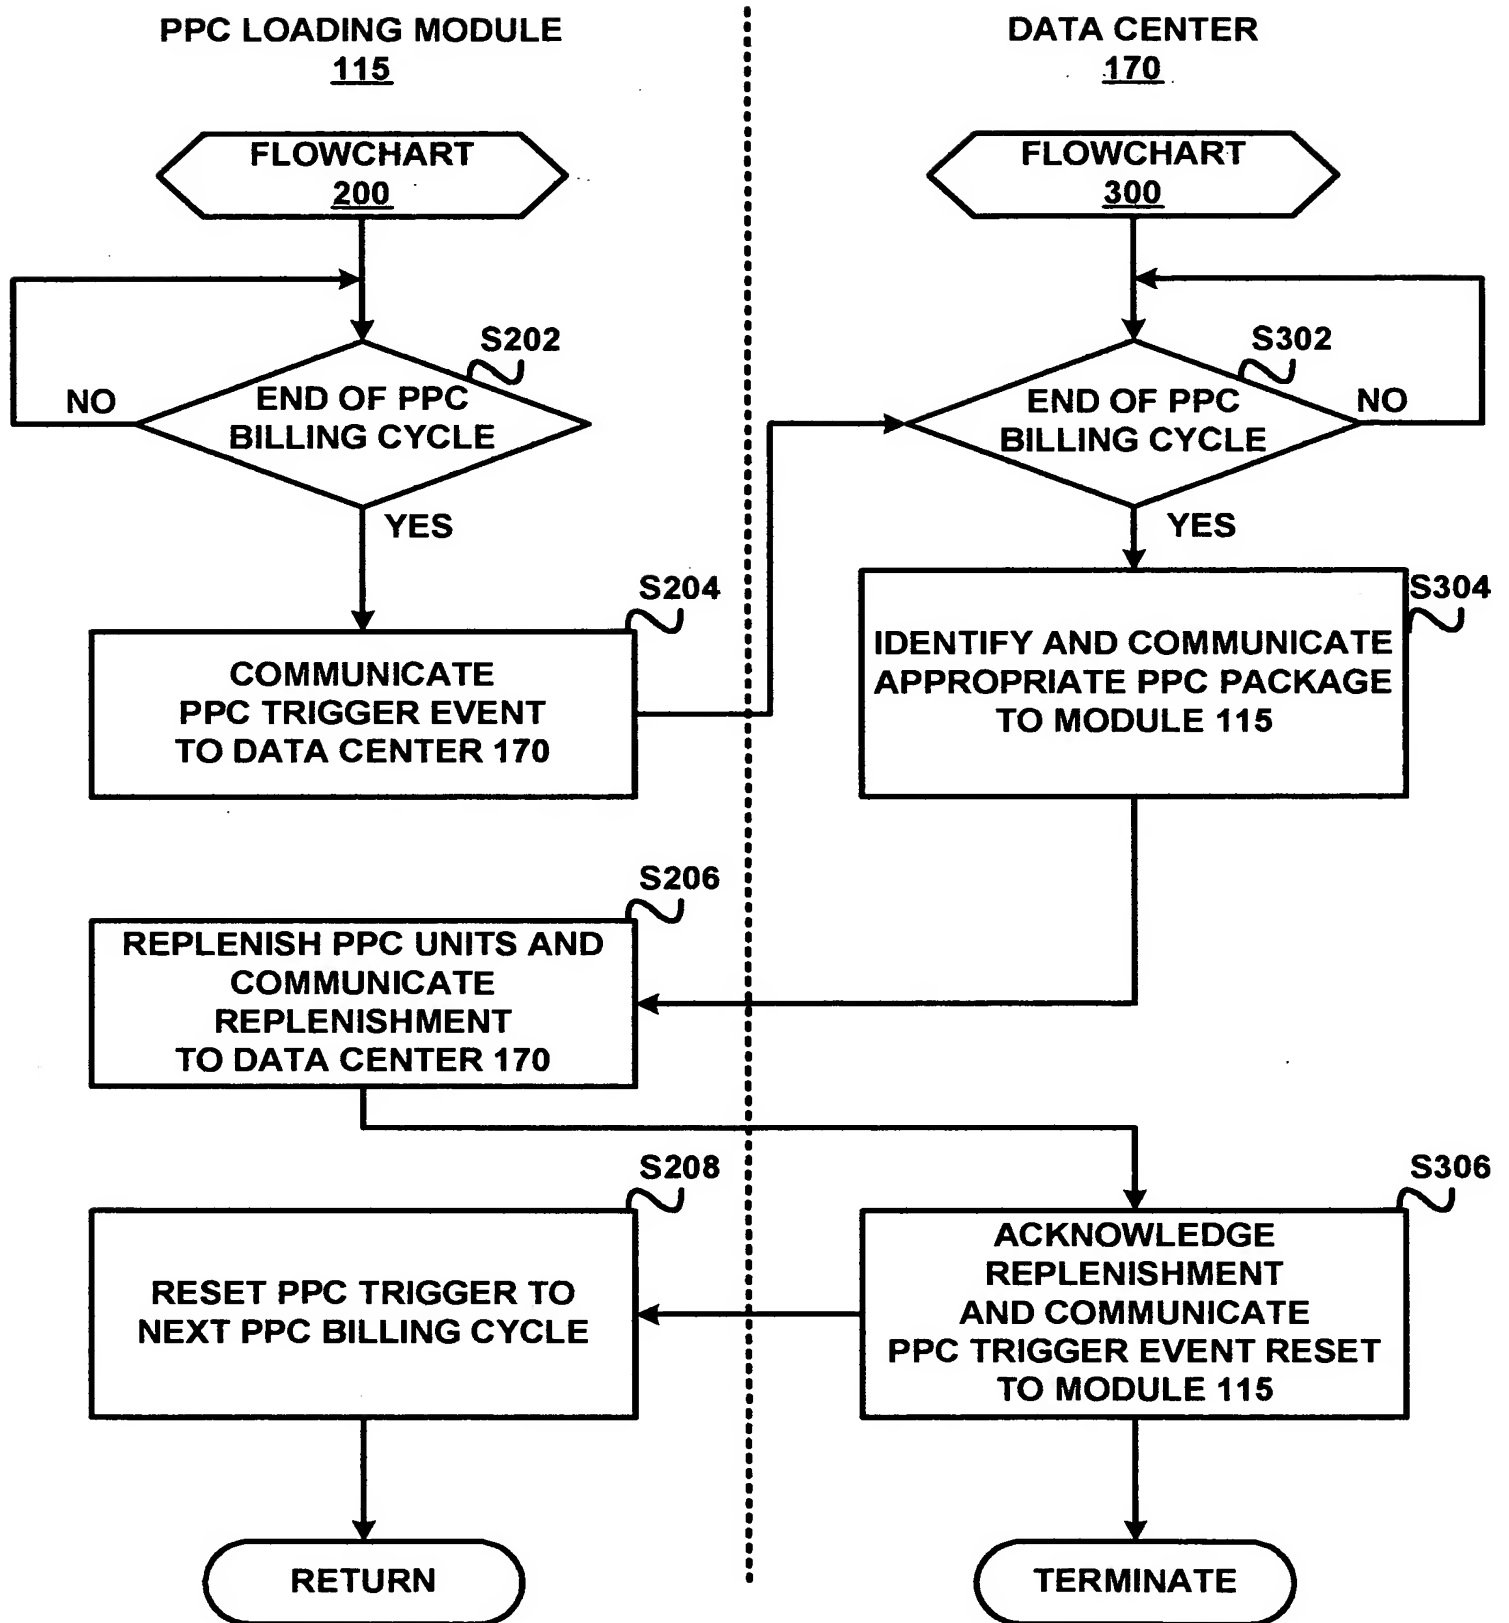 PPC LOADING MODULE
115
FLOWCHART
200
S202
NO
END OF PPC
BILLING CYCLE
YES
S204
COMMUNICATE
PPC TRIGGER EVENT
TO DATA CENTER 170
S206
REPLENISH PPC UNITS AND
COMMUNICATE
REPLENISHMENT
TO DATA CENTER 170
S208
RESET PPC TRIGGER TO
NEXT PPC BILLING CYCLE
RETURN
DATA CENTER
170
FLOWCHART
300
S302
END OF PPC
BILLING CYCLE
NO
YES
S304
IDENTIFY AND COMMUNICATE
APPROPRIATE PPC PACKAGE
TO MODULE 115
S306
ACKNOWLEDGE
REPLENISHMENT
AND COMMUNICATE
PPC TRIGGER EVENT RESET
TO MODULE 115
TERMINATE